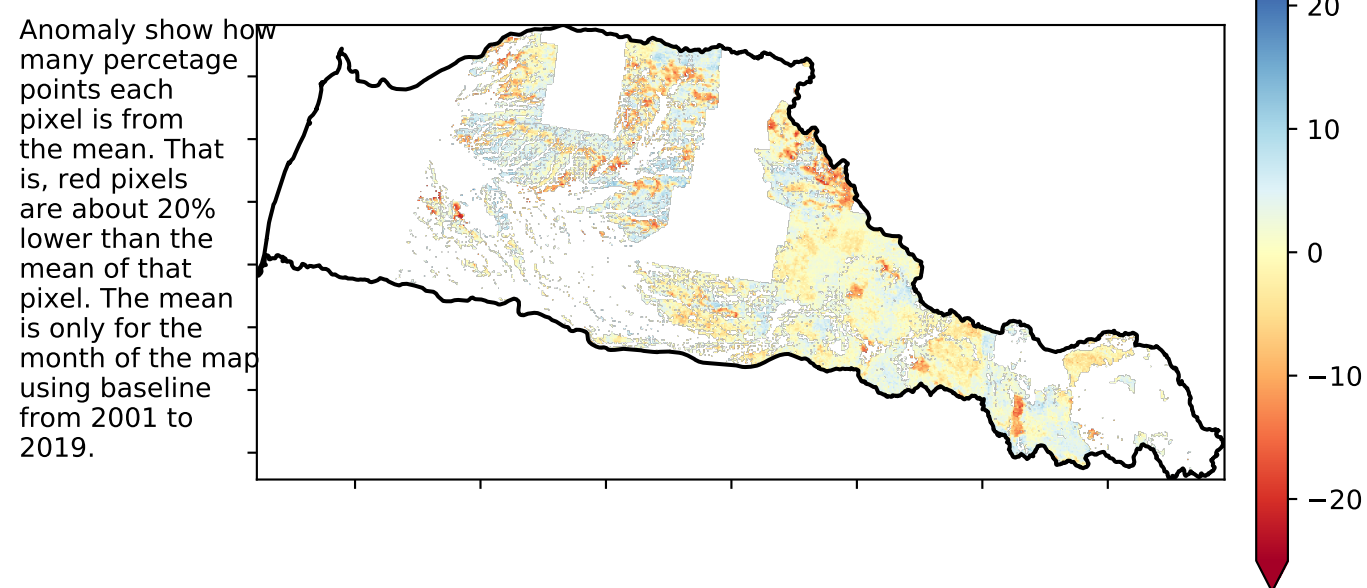 Anomaly show how
many percetage
points each
pixel is from
the mean. That
is, red pixels
are about 20%
lower than the
mean of that
pixel. The mean
is only for the
month of the map
using baseline
from 2001 to
2019.
20
10
0
−10
−20